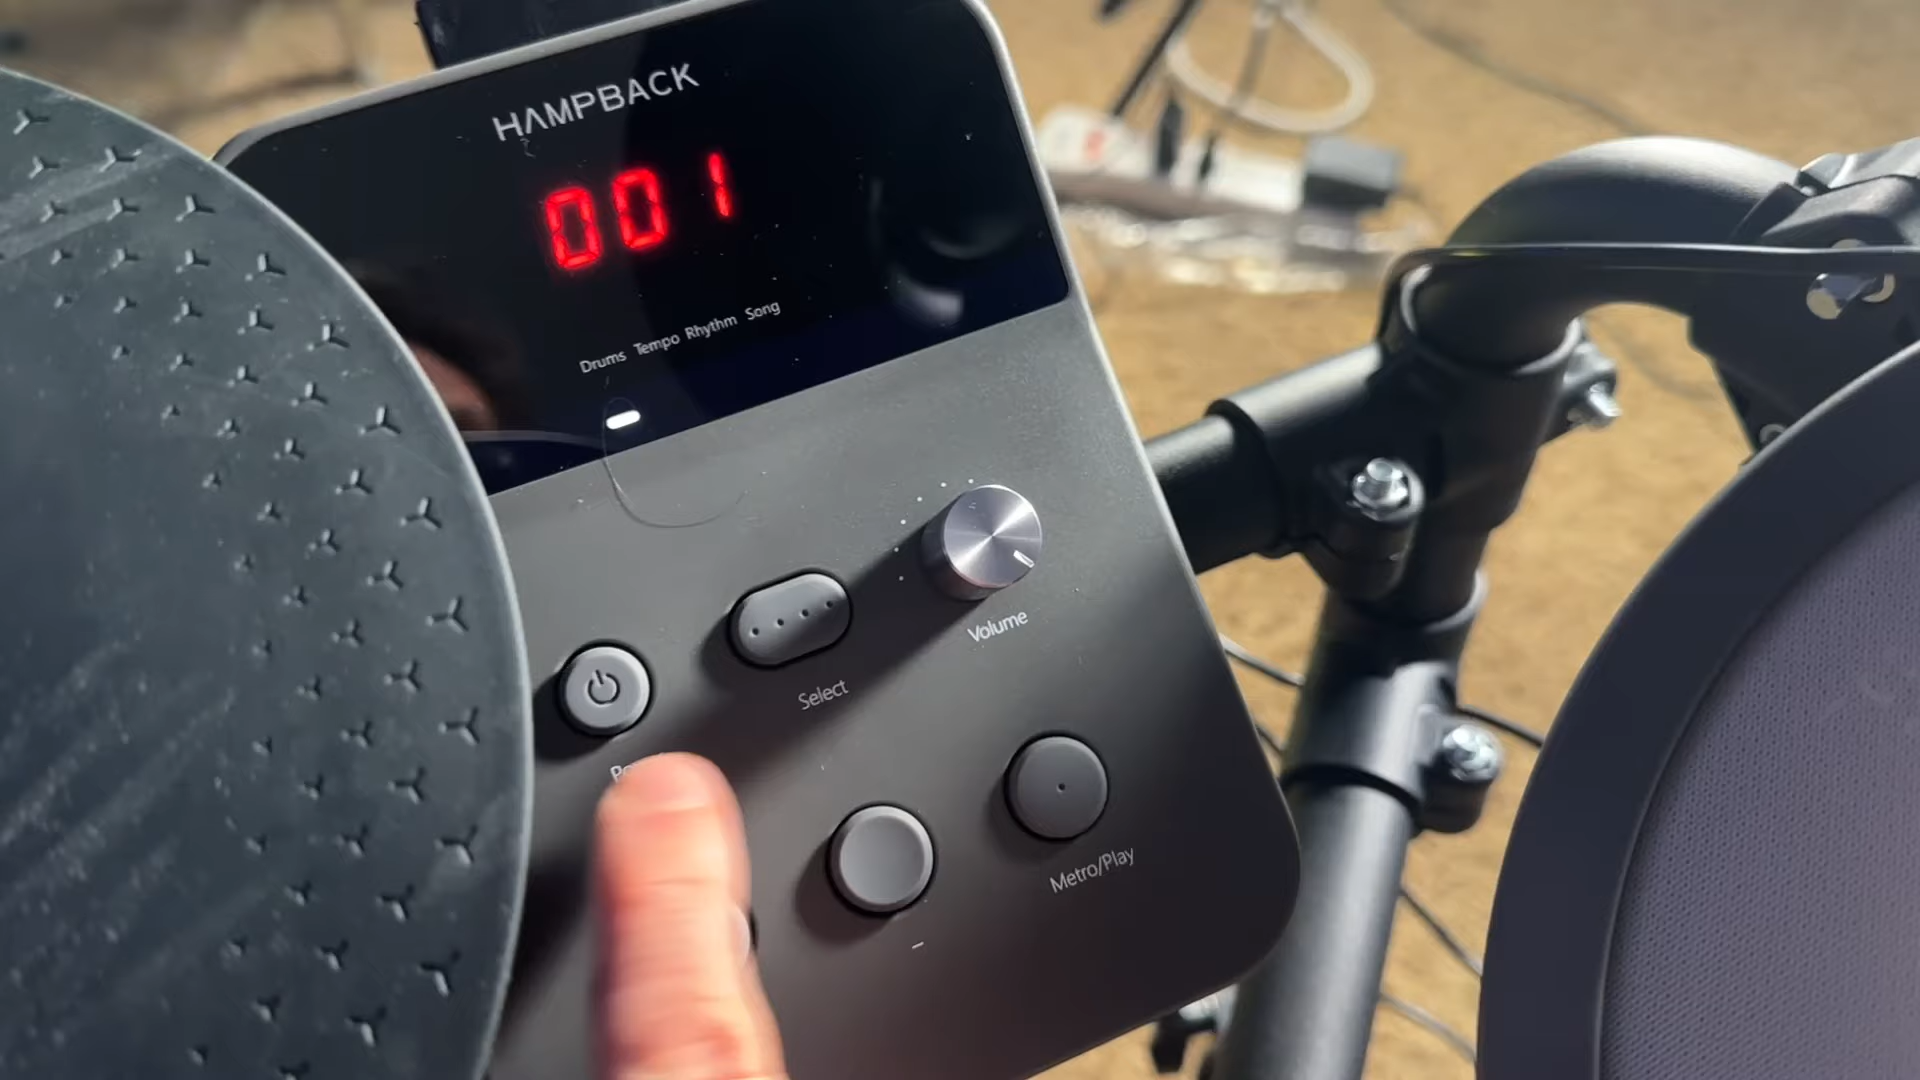 HAMPBACK
001
Drums Tempo Rhythm Song
Volume
Select
Metro/Play
-